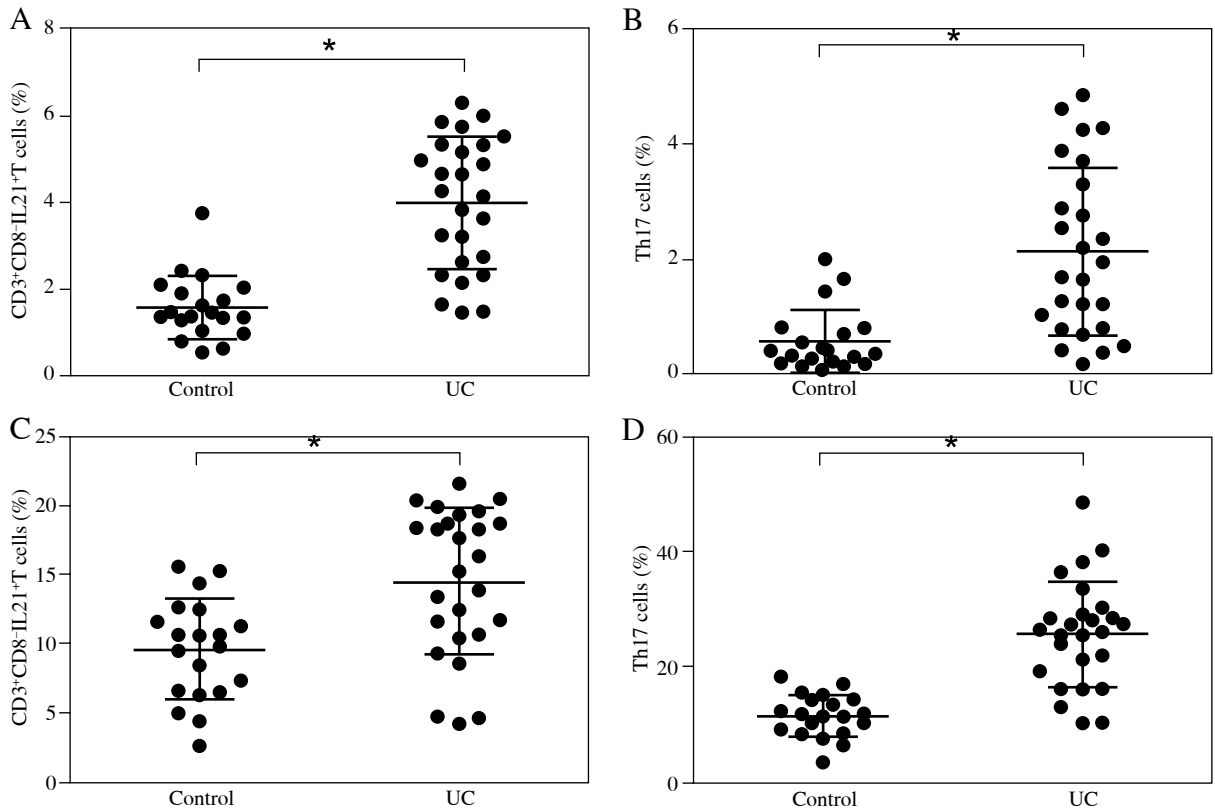 A
CD3⁺CD8⁻IL21⁺T cells (%)
8
6
4
2
0
*
Control
UC
B
Th17 cells (%)
6
4
2
0
*
Control
UC
C
CD3⁺CD8⁻IL21⁺T cells (%)
25
20
15
10
5
0
*
Control
UC
D
Th17 cells (%)
60
40
20
0
*
Control
UC